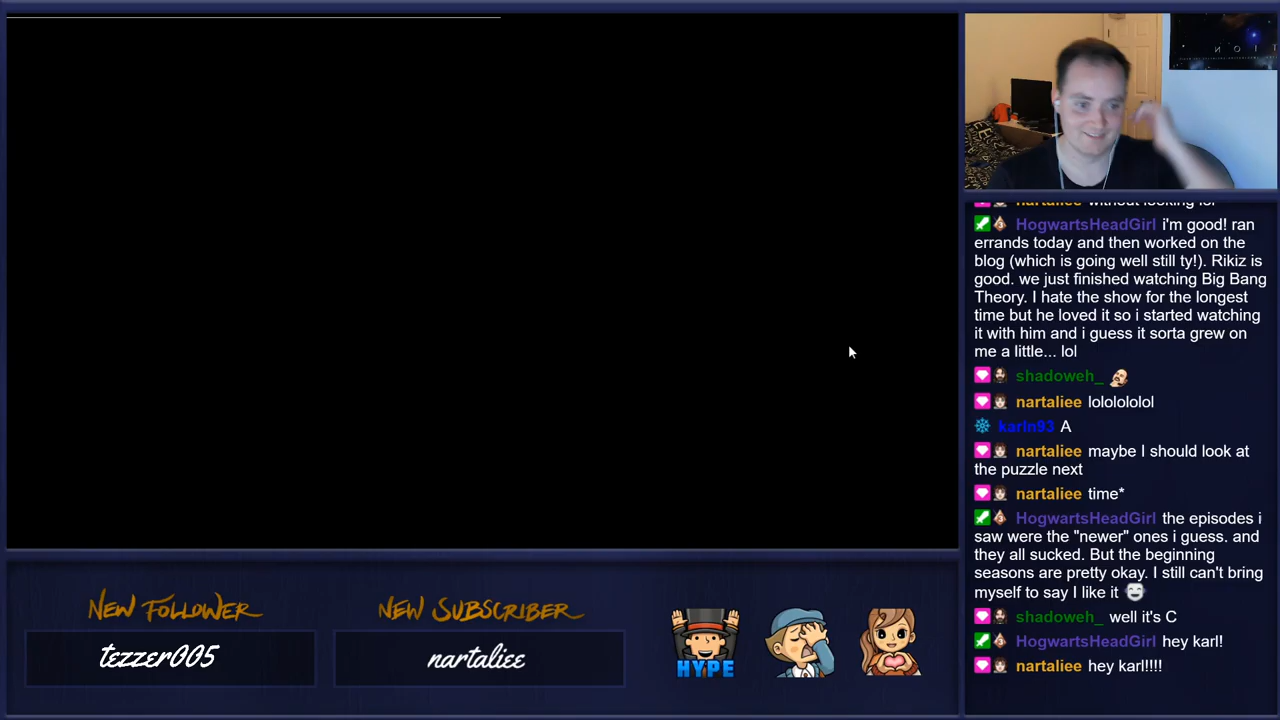 N O I T
nartaliee without looking lol
HogwartsHeadGirl i'm good! ran
errands today and then worked on the
blog (which is going well still ty!). Rikiz is
good. we just finished watching Big Bang
Theory. I hate the show for the longest
time but he loved it so i started watching
it with him and i guess it sorta grew on
me a little... lol
shadoweh_
nartaliee lolololololol
karln93 A
nartaliee maybe I should look at
the puzzle next
nartaliee time*
HogwartsHeadGirl the episodes i
saw were the "newer" ones i guess. and
they all sucked. But the beginning
seasons are pretty okay. I still can't bring
myself to say I like it
shadoweh_ well it's C
HogwartsHeadGirl hey karl!
nartaliee hey karl!!!!
NEW FOLLOWER
tezzer005
NEW SUBSCRIBER
nartaliee
HYPE